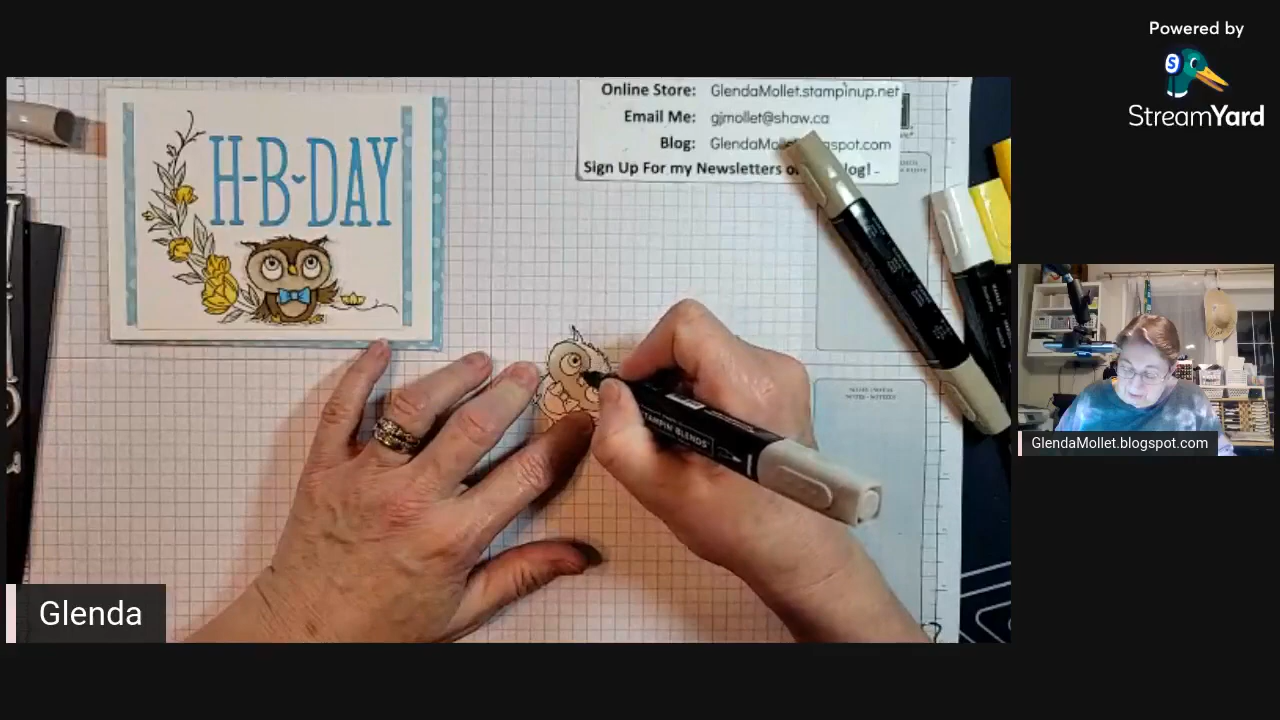 Powered by
StreamYard
Online Store: GlendaMollet.stampinup.net
Email Me: gjmollet@shaw.ca
Blog:
Sign Up For my Newsletters
H-B-DAY
STAMPIN' BLENDS
GlendaMollet.blogspot.com
Glenda